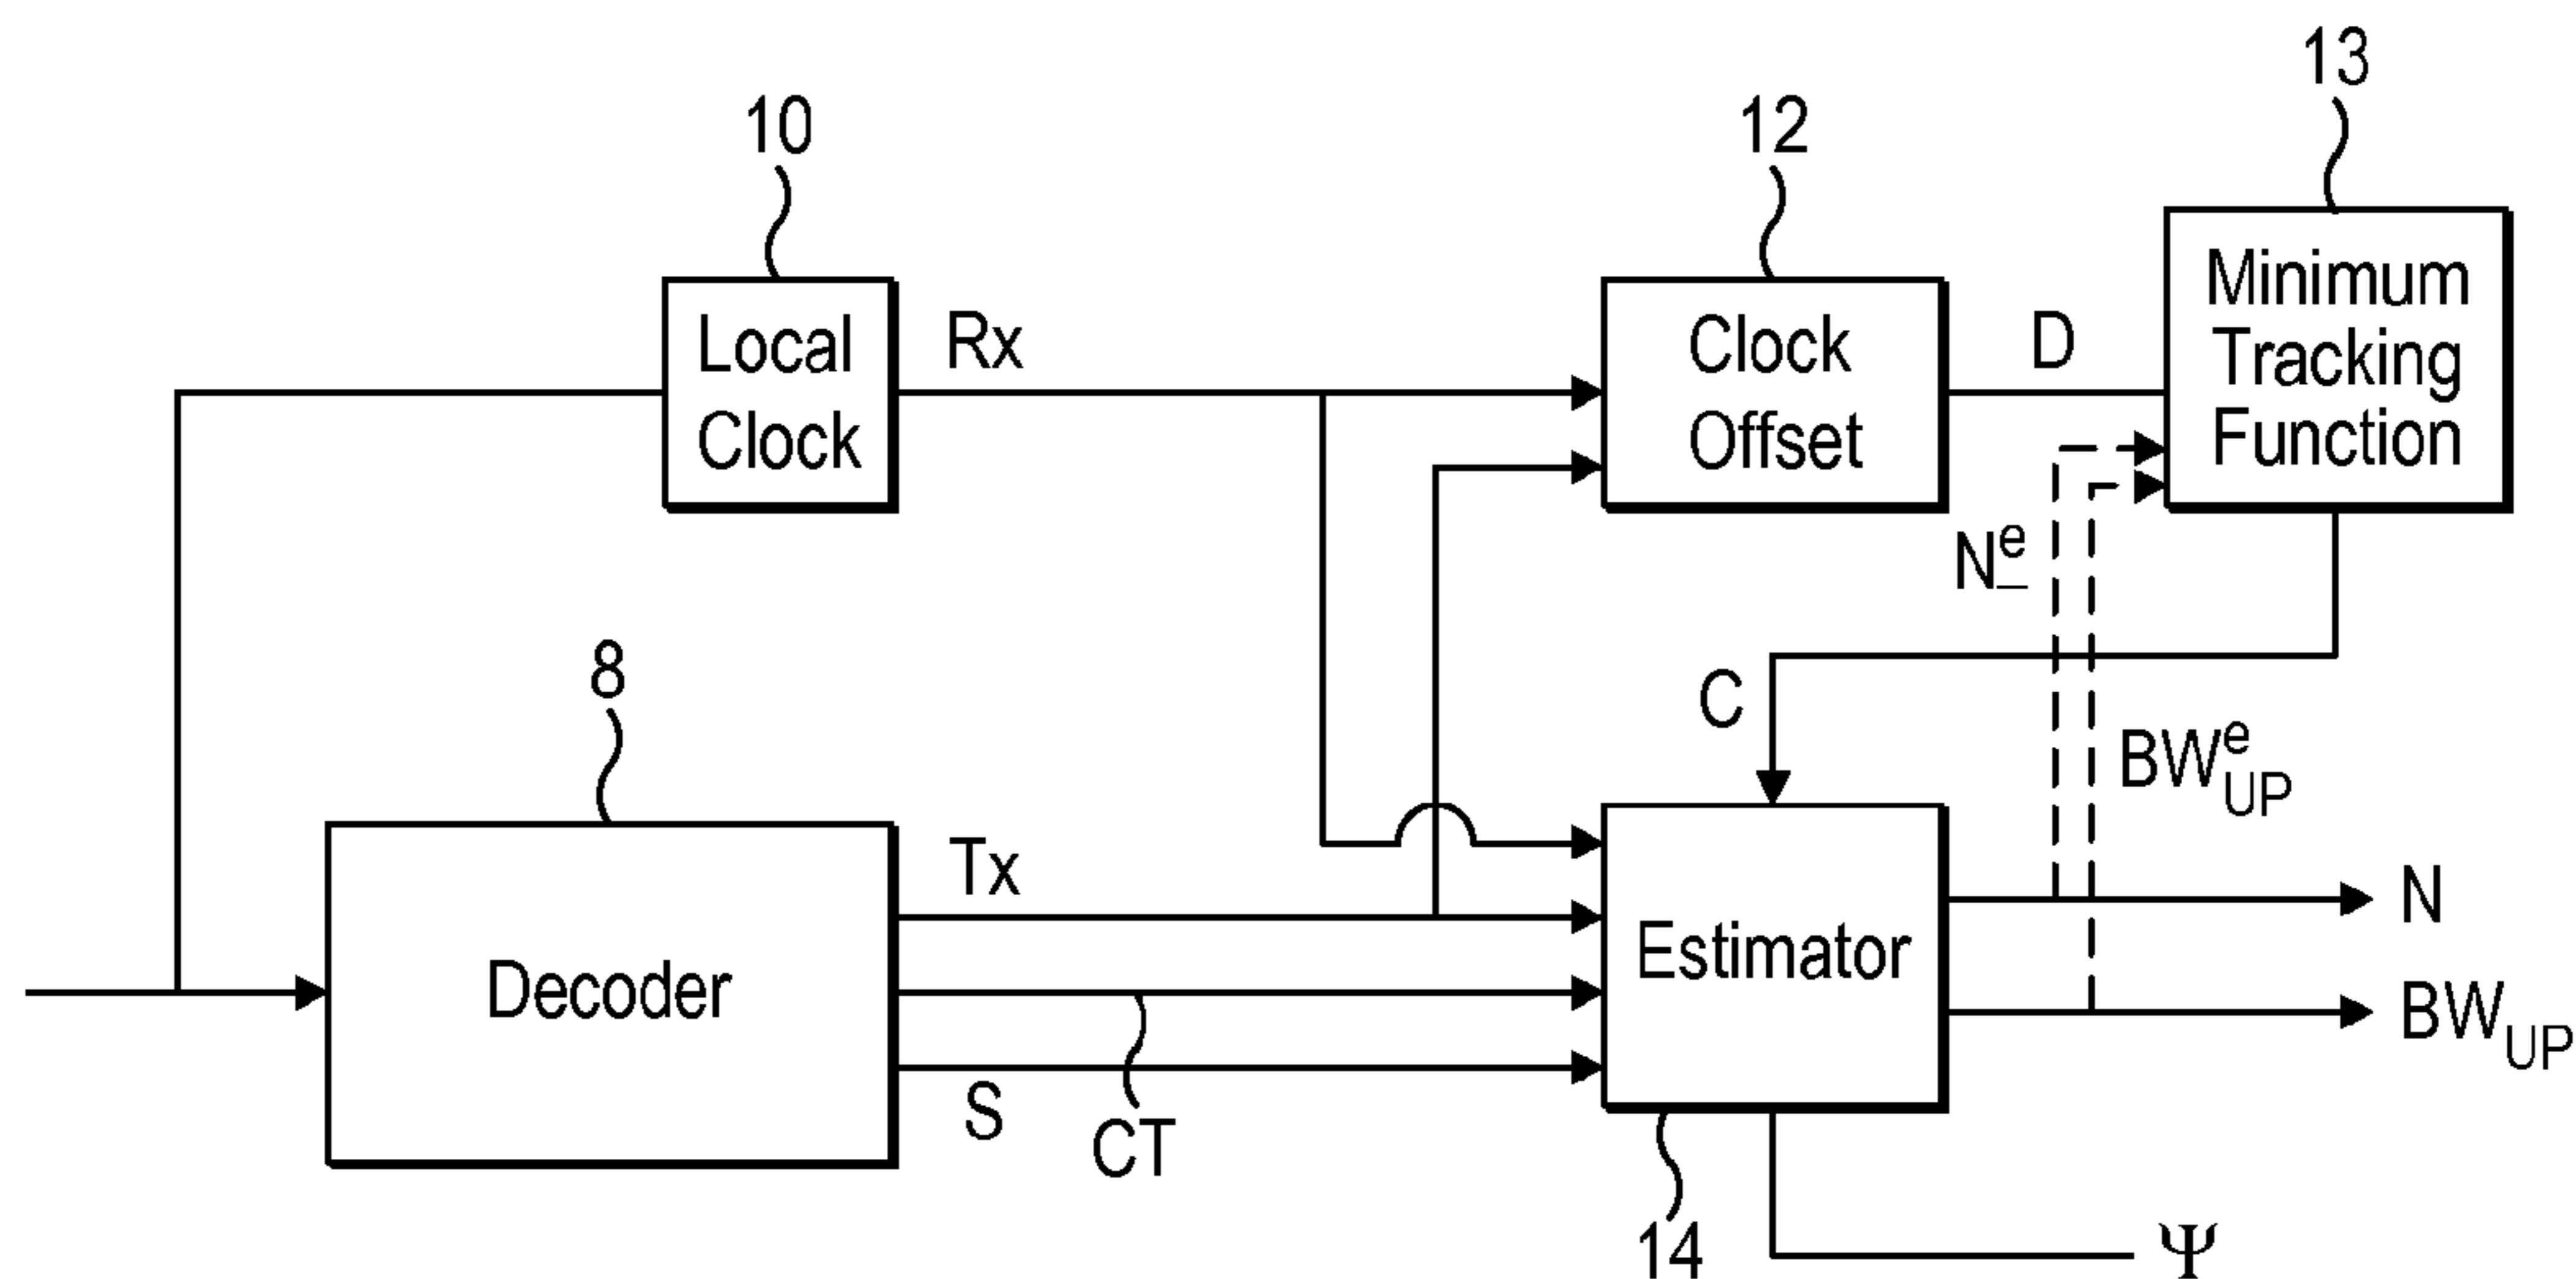 13
10
12
Local
Clock
Rx
Clock
Offset
D
Minimum
Tracking
Function
N_e
C
BW^e_UP
8
Tx
Decoder
Estimator
N
BW_UP
S
CT
14
Ψ